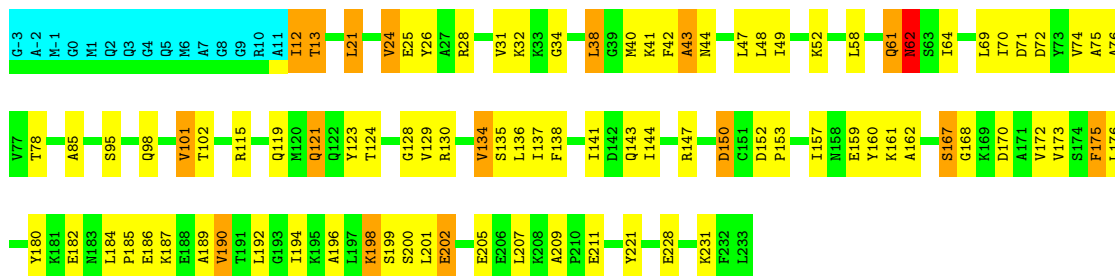 G-3 A-2 M-1 G0 M1 Q2 Q3 G4 Q5 M6 A7 G8 G9 R10 A11 I12 T13 L21 V24 E25 Y26 A27 R28 V31 K32 K33 G34 L38 G39 M40 K41 F42 A43 N44 L47 L48 I49 K52 L58 Q61 N62 S63 I64 L69 I70 D71 D72 Y73 V74 A75 A76
V77 T78 A85 S95 Q98 V101 T102 R115 Q119 M120 Q121 Q122 Y123 T124 G128 V129 R130 V134 S135 L136 I137 F138 I141 D142 Q143 I144 R147 D150 C151 D152 P153 I157 N158 E159 Y160 K161 A162 S167 G168 K169 D170 A171 V172 V173 S174 F175 L176
Y180 K181 E182 N183 L184 P185 E186 K187 E188 A189 V190 T191 L192 G193 I194 K195 A196 L197 K198 S199 S200 L201 E202 E205 E206 L207 K208 A209 P210 E211 Y221 E228 K231 F232 L233